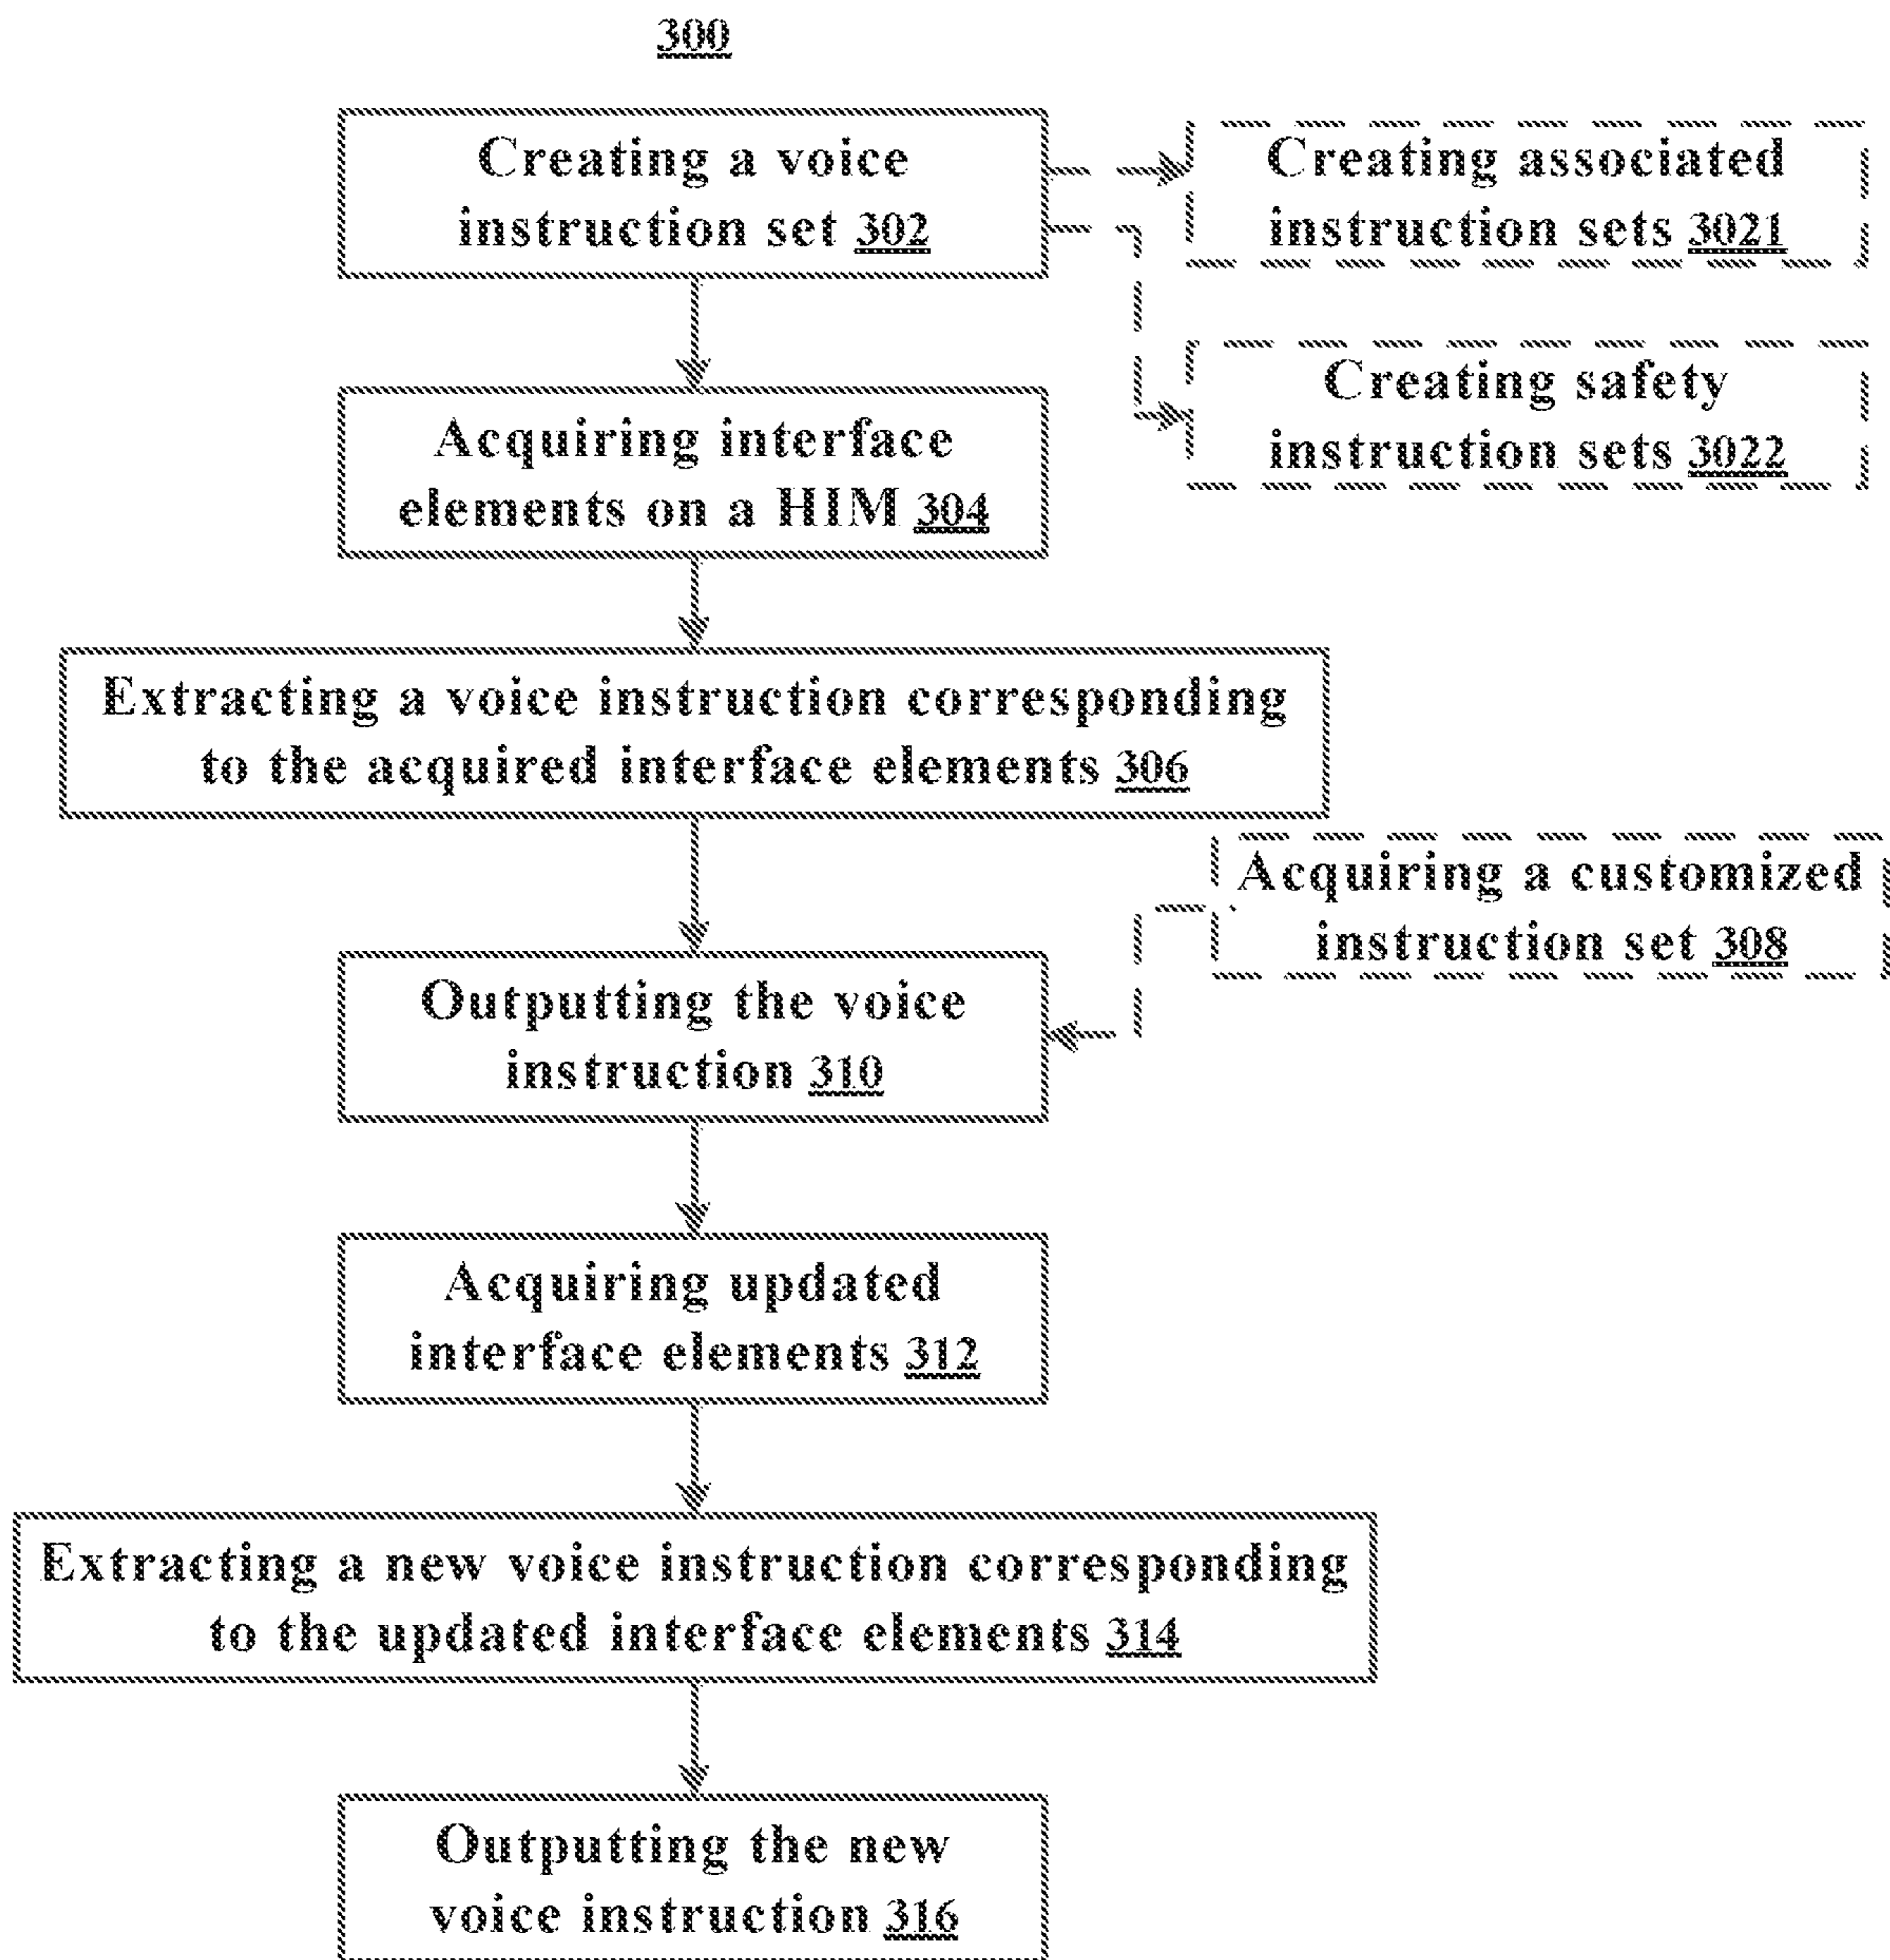 300
Creating a voice
instruction set 302
Creating associated
instruction sets 3021
Creating safety
instruction sets 3022
Acquiring interface
elements on a HIM 304
Extracting a voice instruction corresponding
to the acquired interface elements 306
Acquiring a customized
instruction set 308
Outputting the voice
instruction 310
Acquiring updated
interface elements 312
Extracting a new voice instruction corresponding
to the updated interface elements 314
Outputting the new
voice instruction 316